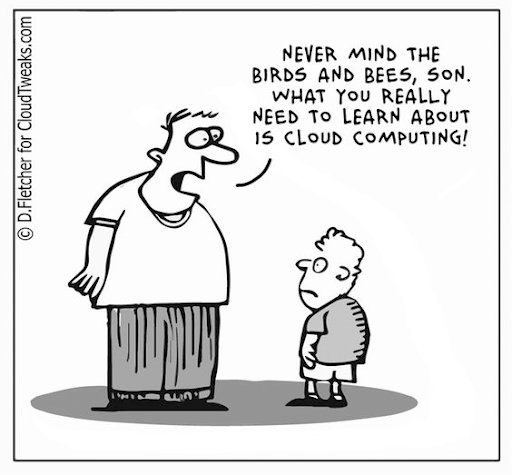 © D.Fletcher for CloudTweaks.com
NEVER MIND THE
BIRDS AND BEES, SON.
WHAT YOU REALLY
NEED TO LEARN ABOUT
IS CLOUD COMPUTING!